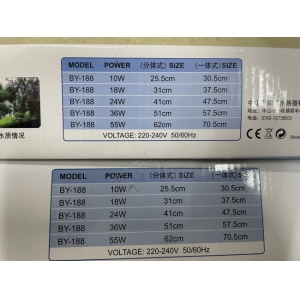 MODEL POWER (分体式) SIZE (一体式) SIZE
BY-188 10W 25.5cm 30.5cm
BY-188 18W 31cm 37.5cm
BY-188 24W 41cm 47.5cm
BY-188 36W 51cm 57.5cm
BY-188 55W 62cm 70.5cm
VOLTAGE: 220-240V 50/60Hz
水质情况
CE
MODEL POWER (分体式) SIZE (一体式) SIZE
BY-188 10W 25.5cm 30.5cm
BY-188 18W 31cm 37.5cm
BY-188 24W 41cm 47.5cm
BY-188 36W 51cm 57.5cm
BY-188 55W 62cm 70.5cm
VOLTAGE: 220-240V 50/60Hz